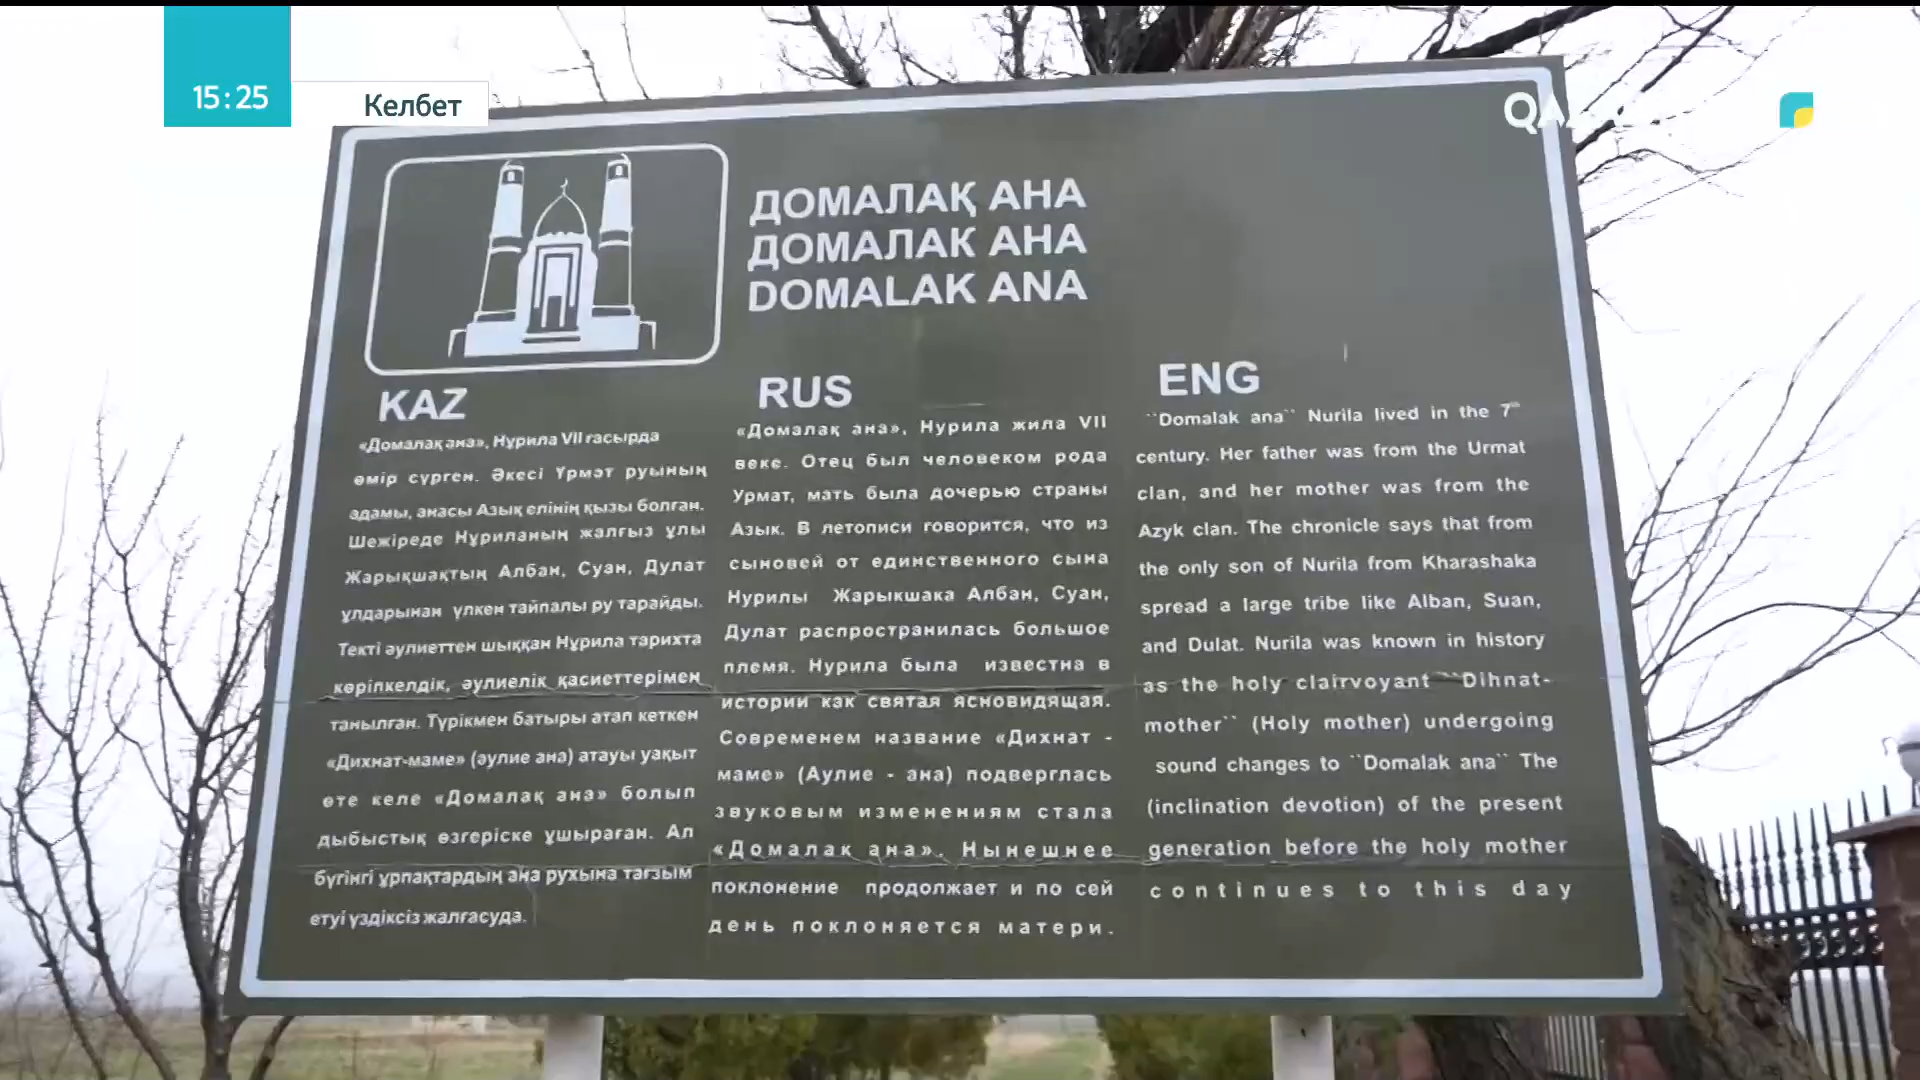 15:25
Келбет
ДОМАЛАҚ АНА
ДОМАЛАК АНА
DOMALAK ANA
KAZ
«Домалақ ана», Нұрила VII ғасырда
өмір сүрген. Әкесі Ұрмәт руының
адамы, анасы Азық елінің қызы болған.
Шежіреде Нұриланың жалғыз ұлы
Жарықшақтың Албан, Суан, Дулат
ұлдарынан үлкен тайпалы ру тарайды.
Текті әулиеттен шыққан Нұрила тарихта
көріпкелдік, әулиелік қасиеттерімен
танылған. Түрікмен батыры атап кеткен
«Дихнат-маме» (әулие ана) атауы уақыт
өте келе «Домалақ ана» болып
дыбыстық өзгеріске ұшыраған. Ал
бүгінгі ұрпақтардың ана рухына тағзым
етуі үздіксіз жалғасуда.
RUS
«Домалақ ана», Нурила жила VII
веке. Отец был человеком рода
Урмат, мать была дочерью страны
Азык. В летописи говорится, что из
сыновей от единственного сына
Нурилы Жарыкшака Албан, Суан,
Дулат распространилась большое
племя. Нурила была известна в
истории как святая ясновидящая.
Современем название «Дихнат -
маме» (Аулие - ана) подверглась
звуковым изменениям стала
«Домалак ана». Нынешнее
поклонение продолжает и по сей
день поклоняется матери.
ENG
``Domalak ana`` Nurila lived in the 7th
century. Her father was from the Urmat
clan, and her mother was from the
Azyk clan. The chronicle says that from
the only son of Nurila from Kharashaka
spread a large tribe like Alban, Suan,
and Dulat. Nurila was known in history
as the holy clairvoyant ``Dihnat-
mother`` (Holy mother) undergoing
sound changes to ``Domalak ana`` The
(inclination devotion) of the present
generation before the holy mother
continues to this day